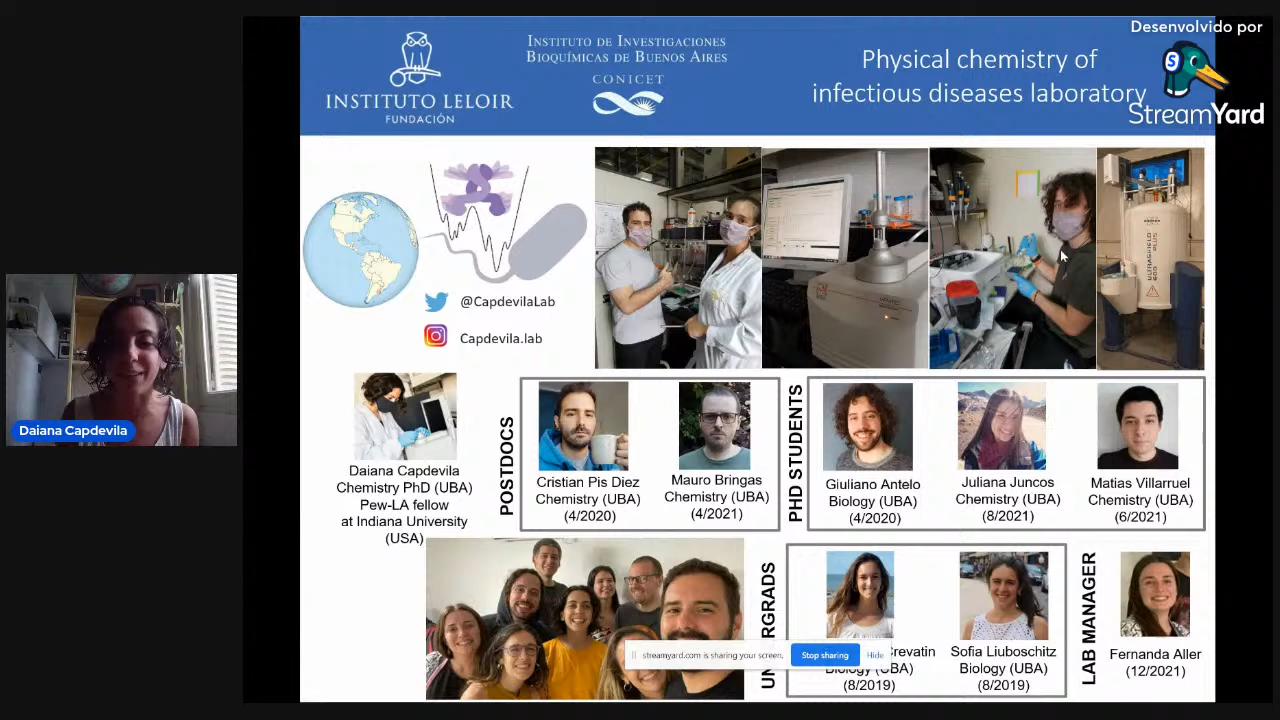 Desenvolvido por
StreamYard
INSTITUTO LELOIR
FUNDACIÓN
INSTITUTO DE INVESTIGACIONES
BIOQUÍMICAS DE BUENOS AIRES
CONICET
Physical chemistry of
infectious diseases laboratory
@CapdevilaLab
Capdevila.lab
ULTRASHIELD
600 PLUS
Daiana Capdevila
Daiana Capdevila
Chemistry PhD (UBA)
Pew-LA fellow
at Indiana University
(USA)
POSTDOCS
Cristian Pis Diez
Chemistry (UBA)
(4/2020)
Mauro Bringas
Chemistry (UBA)
(4/2021)
PHD STUDENTS
Giuliano Antelo
Biology (UBA)
(4/2020)
Juliana Juncos
Chemistry (UBA)
(8/2021)
Matias Villarruel
Chemistry (UBA)
(6/2021)
RGRADS
Crevatin
Biology (UBA)
(8/2019)
Sofia Liuboschitz
Biology (UBA)
(8/2019)
LAB MANAGER
Fernanda Aller
(12/2021)
streamyard.com is sharing your screen.
Stop sharing
Hide